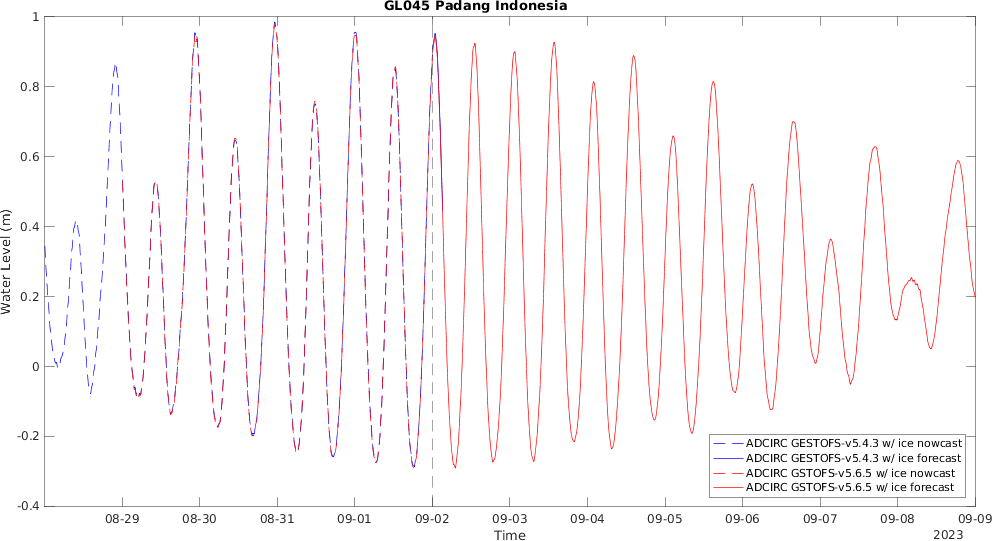 GL045 Padang Indonesia
Water Level (m)
1
0.8
0.6
0.4
0.2
0
-0.2
-0.4
ADCIRC GESTOFS-v5.4.3 w/ ice nowcast
ADCIRC GESTOFS-v5.4.3 w/ ice forecast
ADCIRC GSTOFS-v5.6.5 w/ ice nowcast
ADCIRC GSTOFS-v5.6.5 w/ ice forecast
08-29 08-30 08-31 09-01 09-02 09-03 09-04 09-05 09-06 09-07 09-08 09-09
Time
2023